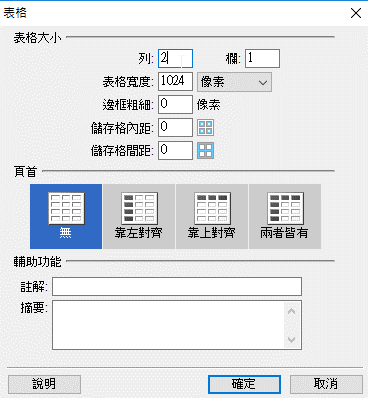 表格
表格大小
列: 2 欄: 1
表格寬度: 1024 像素
邊框粗細: 0 像素
儲存格內距: 0
儲存格間距: 0
頁首
無 靠左對齊 靠上對齊 兩者皆有
輔助功能
註解:
摘要:
說明 確定 取消